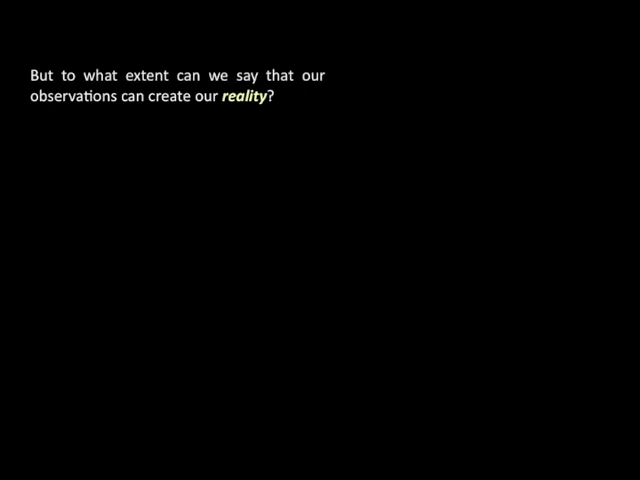 But to what extent can we say that our
observations can create our reality?